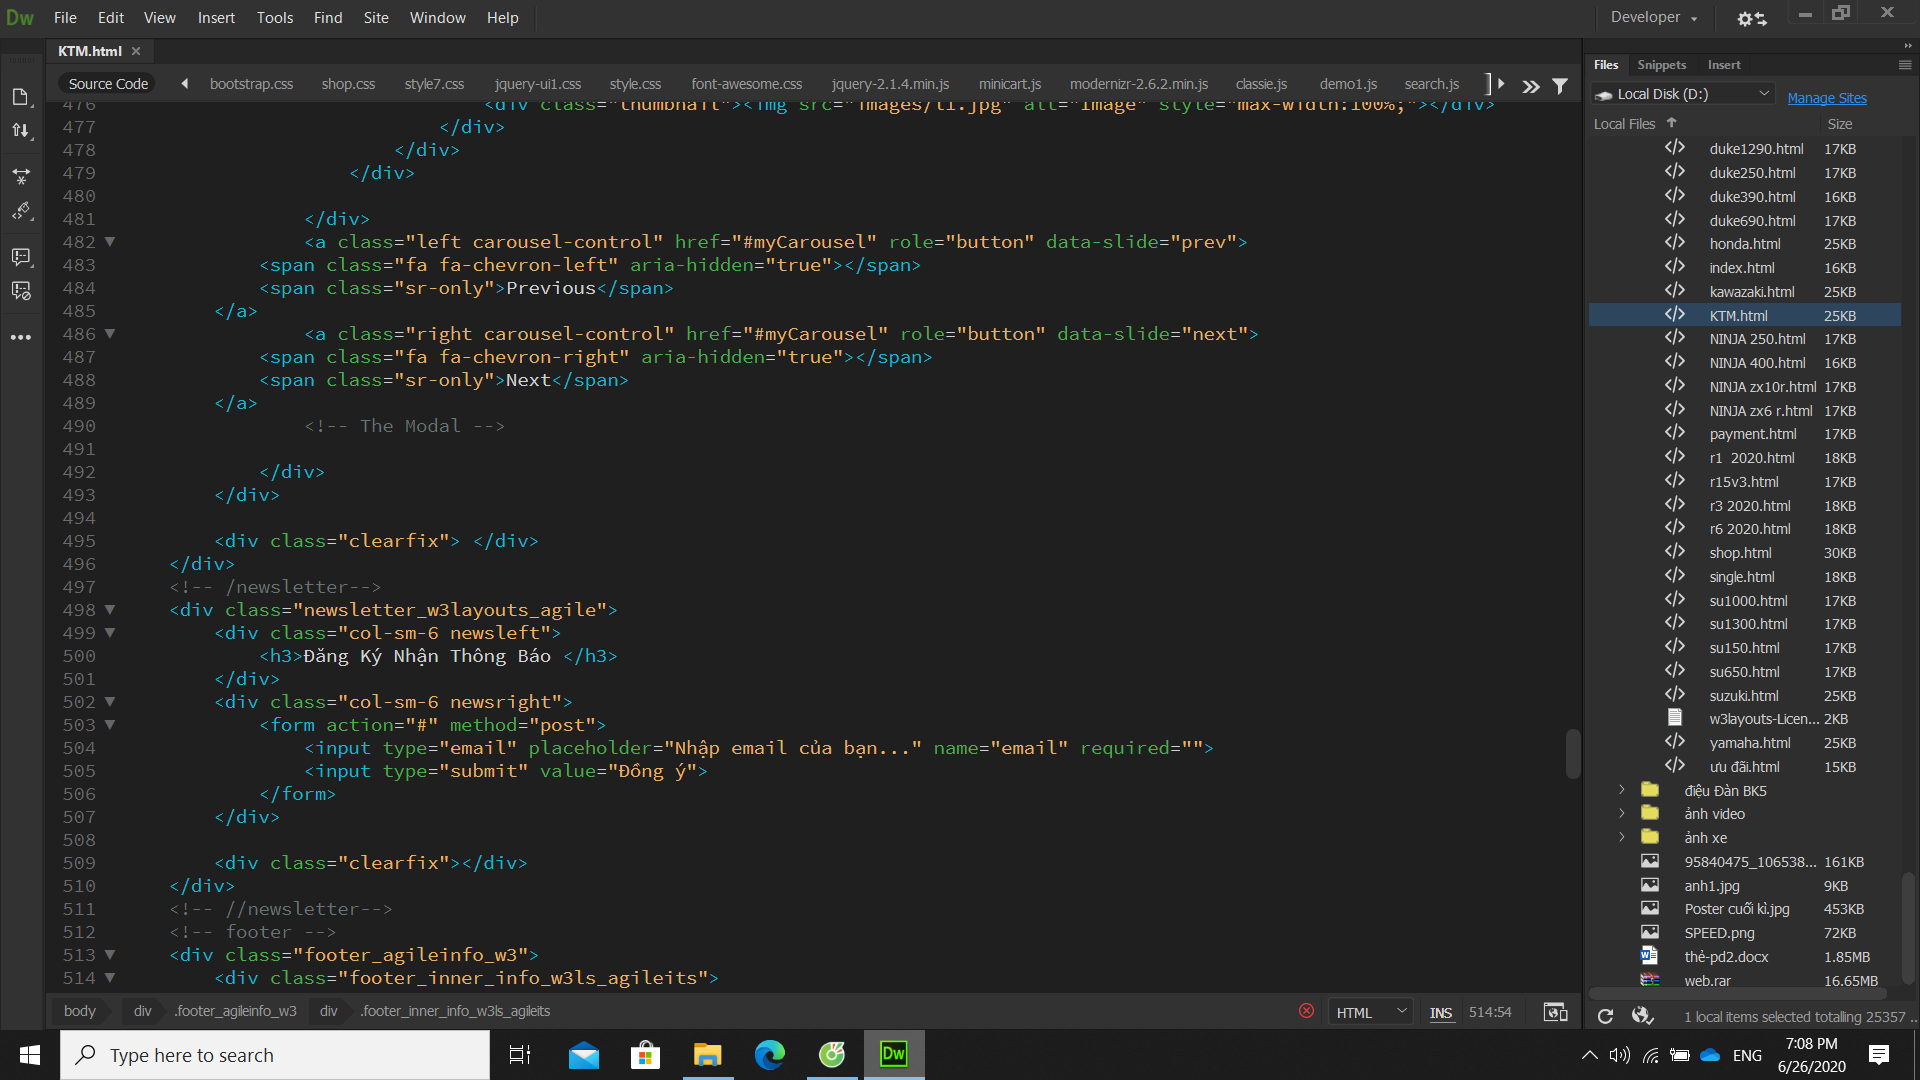 Dw File Edit View Insert Tools Find Site Window Help Developer
KTM.html
Source Code bootstrap.css shop.css style7.css jquery-ui1.css style.css font-awesome.css jquery-2.1.4.min.js minicart.js modernizr-2.6.2.min.js classie.js demo1.js search.js
476 <div class="thumbnail"><img src="images/t1.jpg" alt="Image" style="max-width:100%;"></div>
477 </div>
478 </div>
479 </div>
480
481 </div>
482 <a class="left carousel-control" href="#myCarousel" role="button" data-slide="prev">
483 <span class="fa fa-chevron-left" aria-hidden="true"></span>
484 <span class="sr-only">Previous</span>
485 </a>
486 <a class="right carousel-control" href="#myCarousel" role="button" data-slide="next">
487 <span class="fa fa-chevron-right" aria-hidden="true"></span>
488 <span class="sr-only">Next</span>
489 </a>
490 <!-- The Modal -->
491
492 </div>
493 </div>
494
495 <div class="clearfix"> </div>
496 </div>
497 <!-- /newsletter-->
498 <div class="newsletter_w3layouts_agile">
499 <div class="col-sm-6 newsleft">
500 <h3>Đăng Ký Nhận Thông Báo </h3>
501 </div>
502 <div class="col-sm-6 newsright">
503 <form action="#" method="post">
504 <input type="email" placeholder="Nhập email của bạn..." name="email" required="">
505 <input type="submit" value="Đồng ý">
506 </form>
507 </div>
508
509 <div class="clearfix"></div>
510 </div>
511 <!-- //newsletter-->
512 <!-- footer -->
513 <div class="footer_agileinfo_w3">
514 <div class="footer_inner_info_w3ls_agileits">
body div .footer_agileinfo_w3 div .footer_inner_info_w3ls_agileits HTML INS 514:54
Files Snippets Insert
Local Disk (D:) Manage Sites
Local Files Size
duke1290.html 17KB
duke250.html 17KB
duke390.html 16KB
duke690.html 17KB
honda.html 25KB
index.html 16KB
kawazaki.html 25KB
KTM.html 25KB
NINJA 250.html 17KB
NINJA 400.html 16KB
NINJA zx10r.html 17KB
NINJA zx6 r.html 17KB
payment.html 17KB
r1 2020.html 18KB
r15v3.html 17KB
r3 2020.html 18KB
r6 2020.html 18KB
shop.html 30KB
single.html 18KB
su1000.html 17KB
su1300.html 17KB
su150.html 17KB
su650.html 17KB
suzuki.html 25KB
w3layouts-Licen... 2KB
yamaha.html 25KB
ưu đãi.html 15KB
điệu Đàn BK5
ảnh video
ảnh xe
95840475_106538... 161KB
anh1.jpg 9KB
Poster cuối kì.jpg 453KB
SPEED.png 72KB
thẻ-pd2.docx 1.85MB
web.rar 16.65MB
1 local items selected totalling 25357 ..
Type here to search
Dw
ENG
7:08 PM
6/26/2020